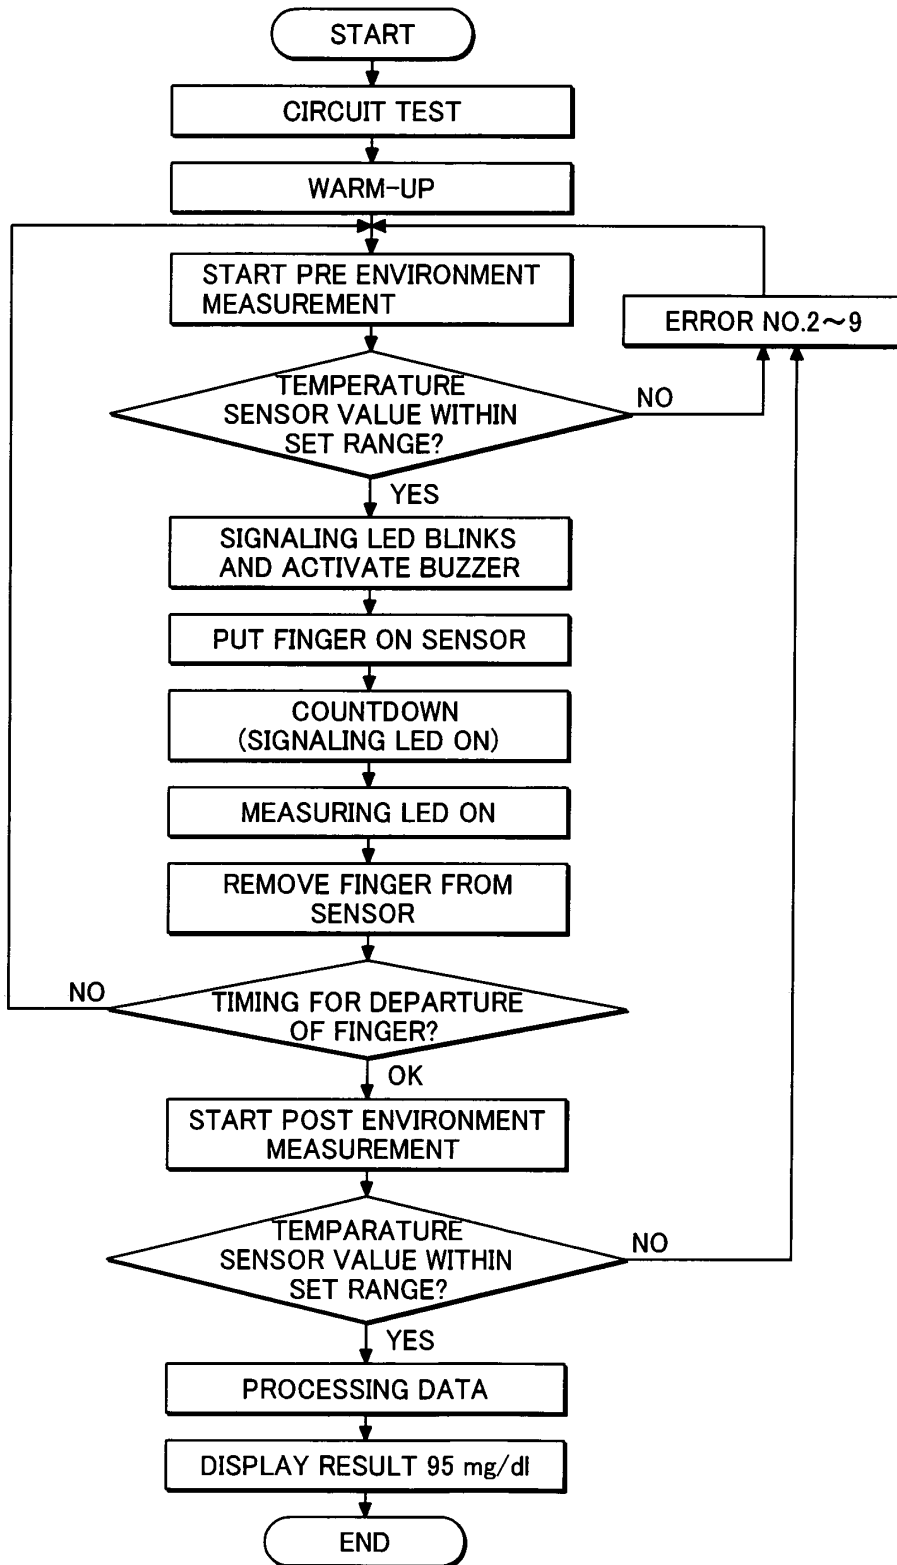 START
CIRCUIT TEST
WARM-UP
START PRE ENVIRONMENT
MEASUREMENT
ERROR NO.2～9
TEMPERATURE
SENSOR VALUE WITHIN
SET RANGE?
NO
YES
SIGNALING LED BLINKS
AND ACTIVATE BUZZER
PUT FINGER ON SENSOR
COUNTDOWN
(SIGNALING LED ON)
MEASURING LED ON
REMOVE FINGER FROM
SENSOR
NO
TIMING FOR DEPARTURE
OF FINGER?
OK
START POST ENVIRONMENT
MEASUREMENT
TEMPARATURE
SENSOR VALUE WITHIN
SET RANGE?
NO
YES
PROCESSING DATA
DISPLAY RESULT 95 mg/dl
END